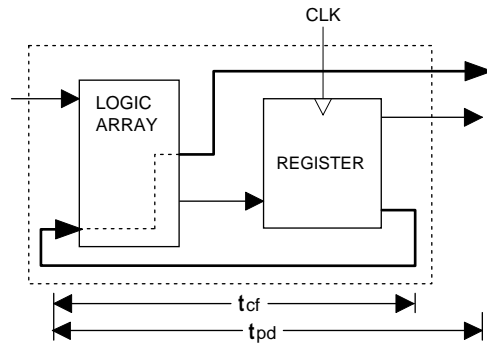 CLK
LOGIC
ARRAY
REGISTER
tcf
tpd